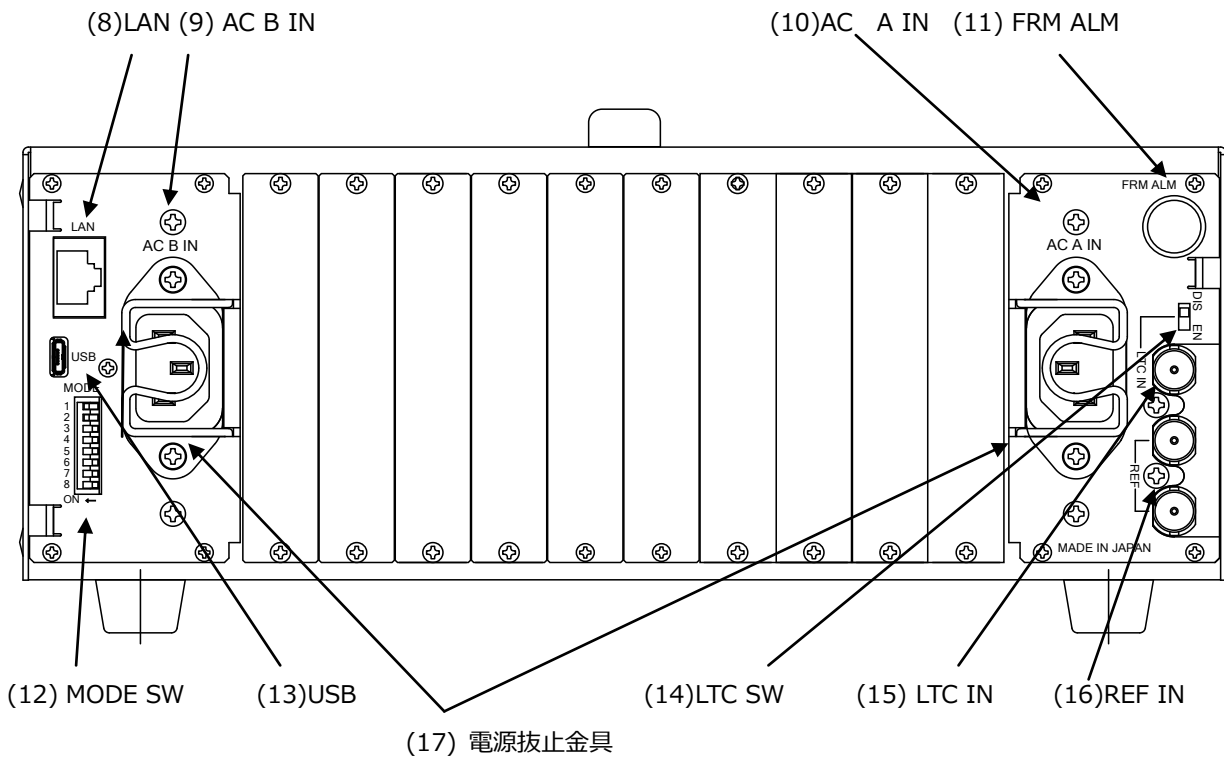 (8)LAN (9) AC B IN
(10)AC A IN (11) FRM ALM
FRM ALM
LAN
AC B IN
AC A IN
DIS EN
LTC IN
USB
MODE
1
2
3
4
5
6
7
8
ON ←
REF
MADE IN JAPAN
(12) MODE SW
(13)USB
(14)LTC SW
(15) LTC IN
(16)REF IN
(17) 電源抜止金具